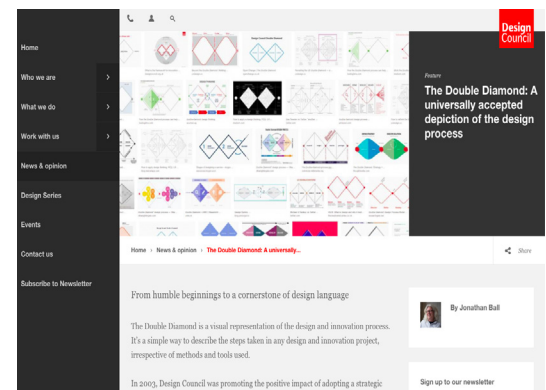 Design
Council
Home
Who we are
What we do
Work with us
News & opinion
Design Series
Events
Contact us
Subscribe to Newsletter
Feature
The Double Diamond: A
universally accepted
depiction of the design
process
Home › News & opinion › The Double Diamond: A universally...
Share
From humble beginnings to a cornerstone of design language
The Double Diamond is a visual representation of the design and innovation process.
It's a simple way to describe the steps taken in any design and innovation project,
irrespective of methods and tools used.
In 2003, Design Council was promoting the positive impact of adopting a strategic
By Jonathan Ball
Sign up to our newsletter